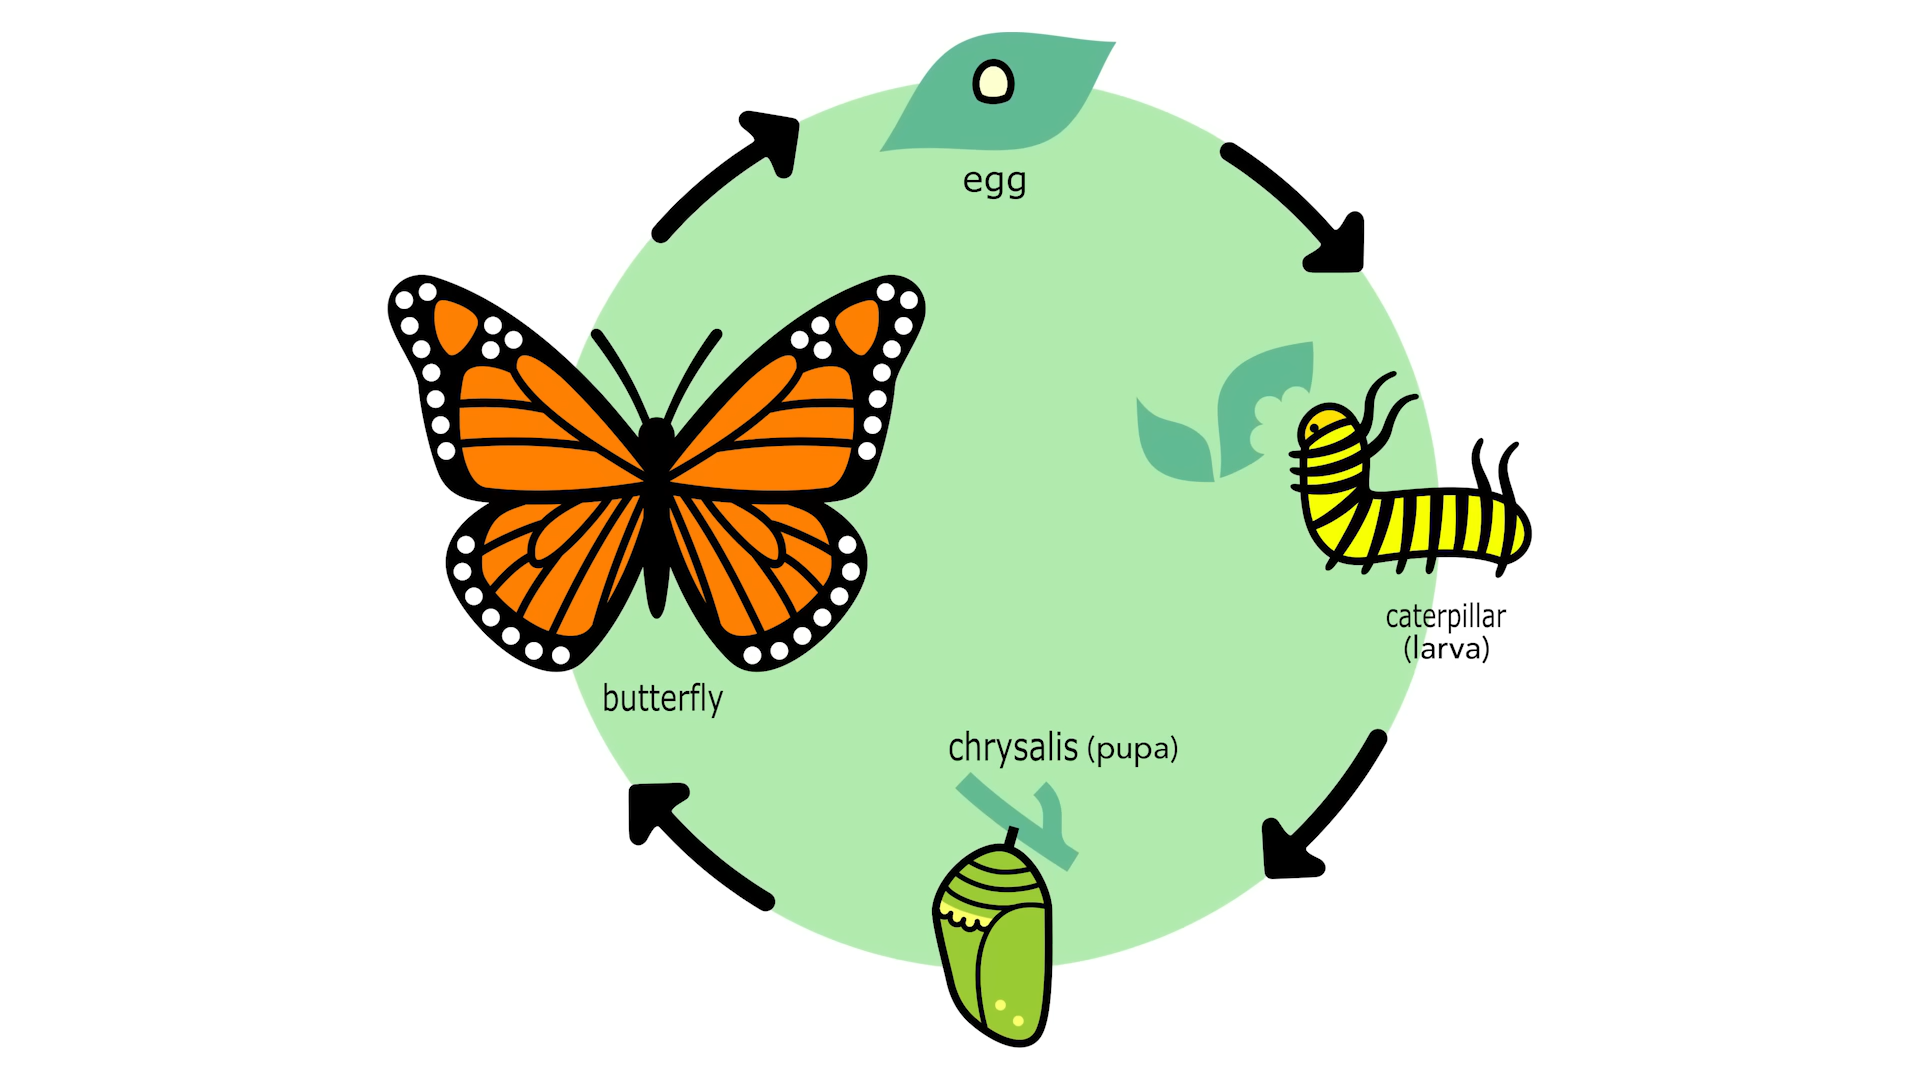 egg
caterpillar
(larva)
chrysalis (pupa)
butterfly